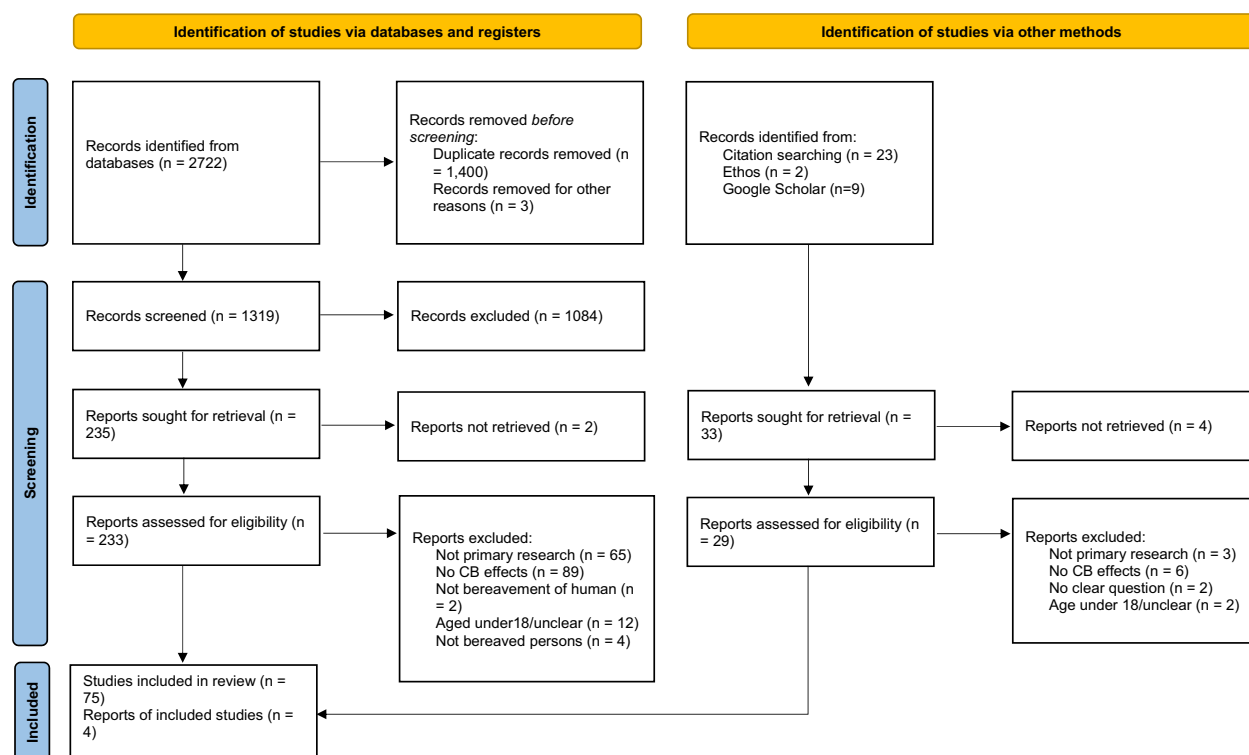 Identification of studies via databases and registers
Identification of studies via other methods
Identification
Records identified from
databases (n = 2722)
Records removed before
screening:
Duplicate records removed (n
= 1,400)
Records removed for other
reasons (n = 3)
Records identified from:
Citation searching (n = 23)
Ethos (n = 2)
Google Scholar (n=9)
Screening
Records screened (n = 1319)
Records excluded (n = 1084)
Reports sought for retrieval (n =
235)
Reports not retrieved (n = 2)
Reports sought for retrieval (n =
33)
Reports not retrieved (n = 4)
Reports assessed for eligibility (n
= 233)
Reports excluded:
Not primary research (n = 65)
No CB effects (n = 89)
Not bereavement of human (n
= 2)
Aged under18/unclear (n = 12)
Not bereaved persons (n = 4)
Reports assessed for eligibility (n
= 29)
Reports excluded:
Not primary research (n = 3)
No CB effects (n = 6)
No clear question (n = 2)
Age under 18/unclear (n = 2)
Included
Studies included in review (n =
75)
Reports of included studies (n =
4)